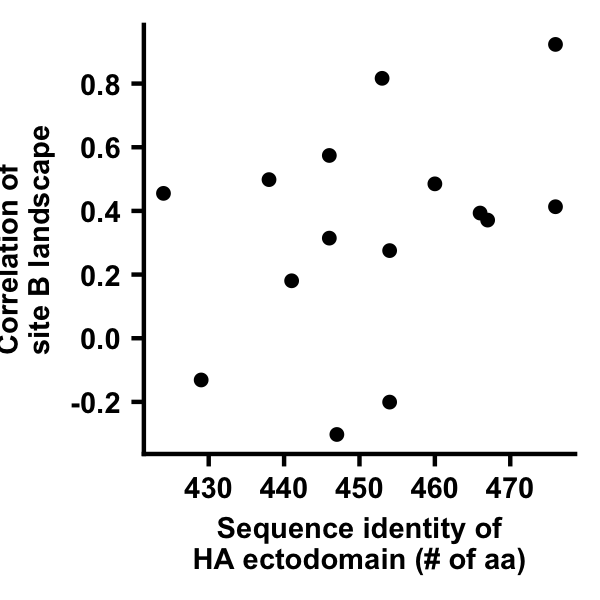 Correlation of
site B landscape
0.8
0.6
0.4
0.2
0.0
-0.2
430 440 450 460 470
Sequence identity of
HA ectodomain (# of aa)